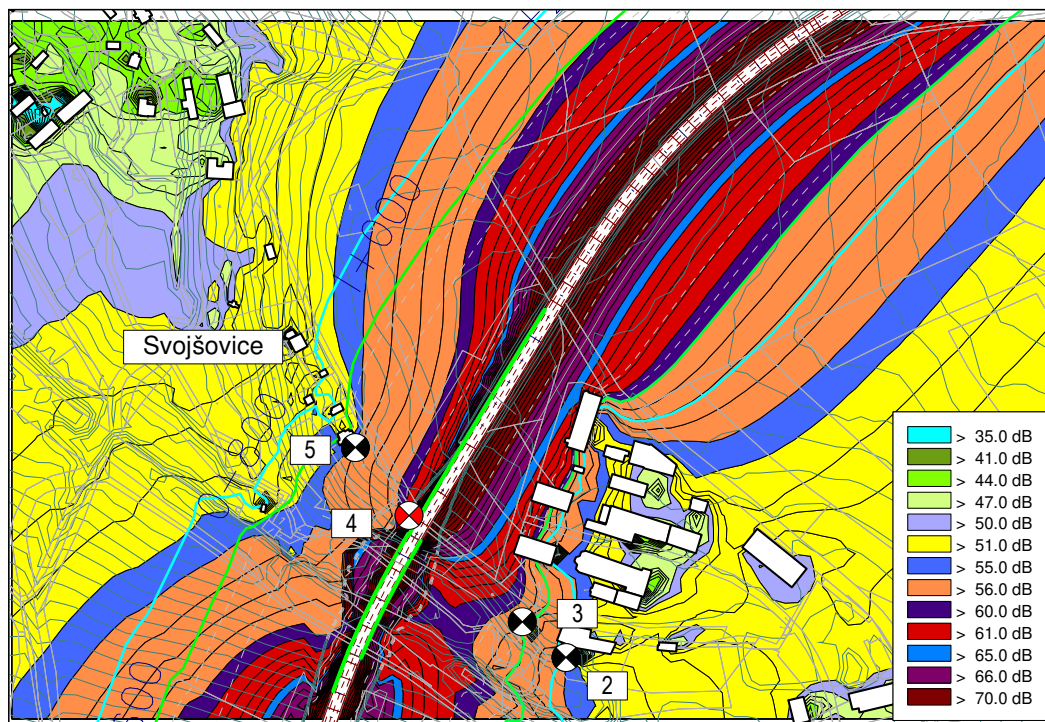 Svojšovice
5
4
3
2
> 35.0 dB
> 41.0 dB
> 44.0 dB
> 47.0 dB
> 50.0 dB
> 51.0 dB
> 55.0 dB
> 56.0 dB
> 60.0 dB
> 61.0 dB
> 65.0 dB
> 66.0 dB
> 70.0 dB